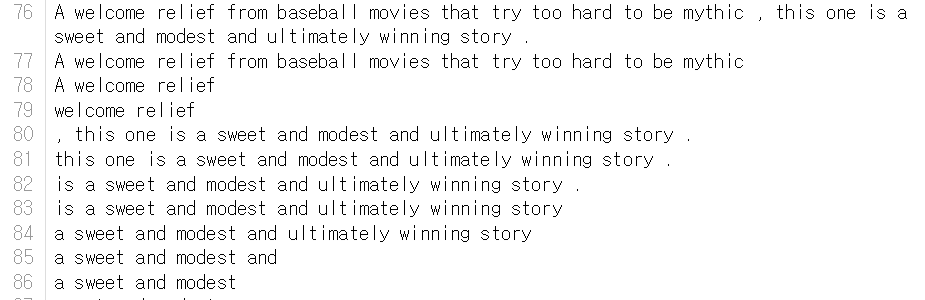 76 A welcome relief from baseball movies that try too hard to be mythic , this one is a
sweet and modest and ultimately winning story .
77 A welcome relief from baseball movies that try too hard to be mythic
78 A welcome relief
79 welcome relief
80 , this one is a sweet and modest and ultimately winning story .
81 this one is a sweet and modest and ultimately winning story .
82 is a sweet and modest and ultimately winning story .
83 is a sweet and modest and ultimately winning story
84 a sweet and modest and ultimately winning story
85 a sweet and modest and
86 a sweet and modest